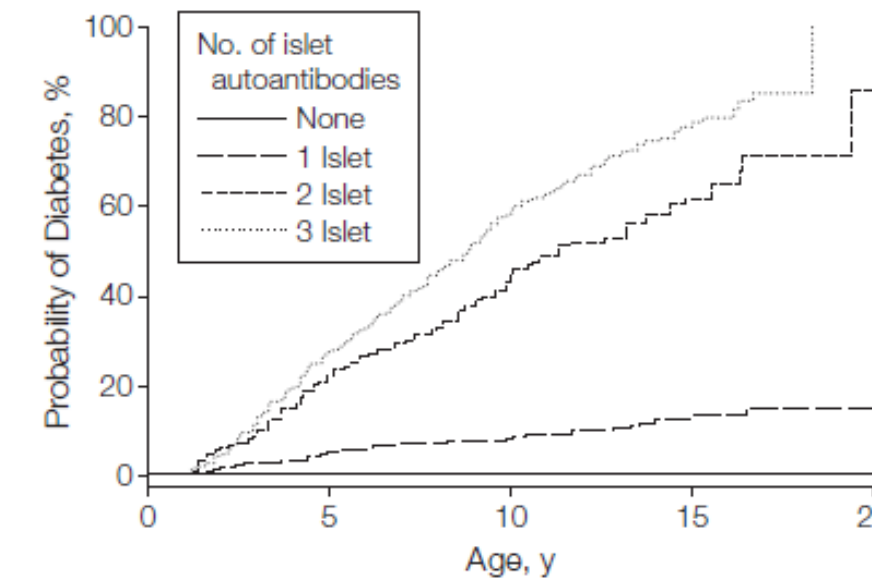 100
80
60
40
20
0
Probability of Diabetes, %
No. of islet
autoantibodies
None
1 Islet
2 Islet
3 Islet
0 5 10 15 2
Age, y